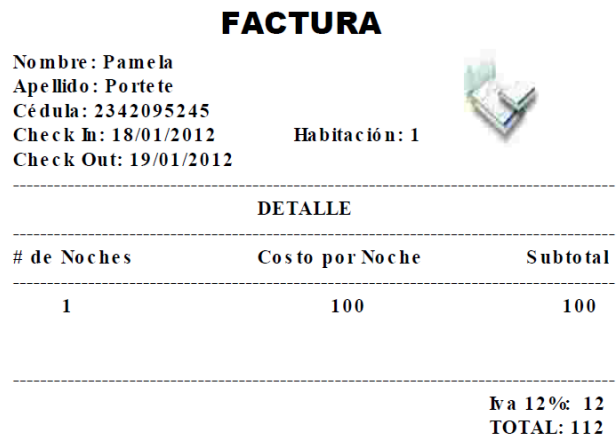 FACTURA
Nombre: Pamela
Apellido: Portete
Cédula: 2342095245
Check In: 18/01/2012 Habitación: 1
Check Out: 19/01/2012
DETALLE
# de Noches Costo por Noche Subtotal
1 100 100
Iva 12%: 12
TOTAL: 112